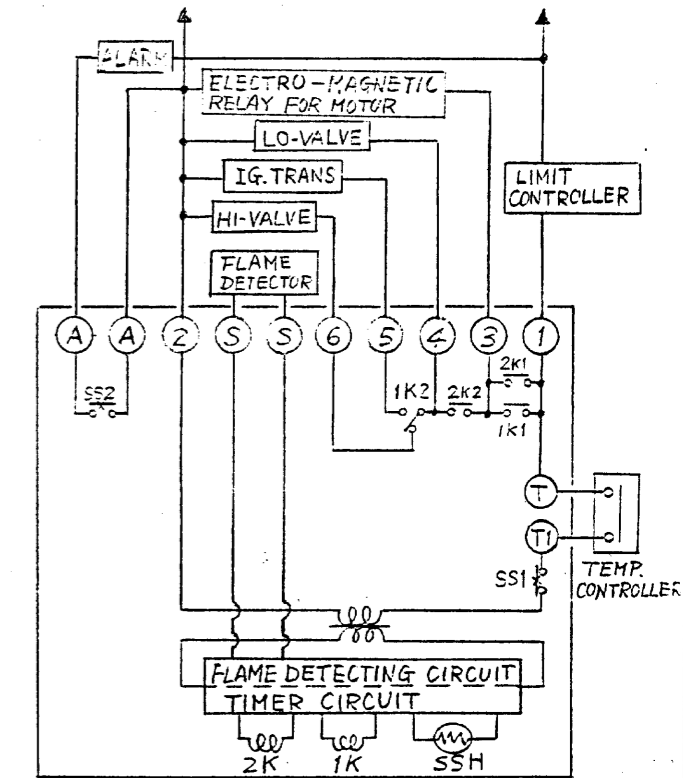 ALARM
ELECTRO-MAGNETIC
RELAY FOR MOTOR
LO-VALVE
IG. TRANS
HI-VALVE
LIMIT
CONTROLLER
FLAME
DETECTOR
A A 2 S S 6 5 4 3 1
SS2
1K2 2K2 2K1
1K1
T
T1
SS1
TEMP.
CONTROLLER
FLAME DETECTING CIRCUIT
TIMER CIRCUIT
2K 1K SSH